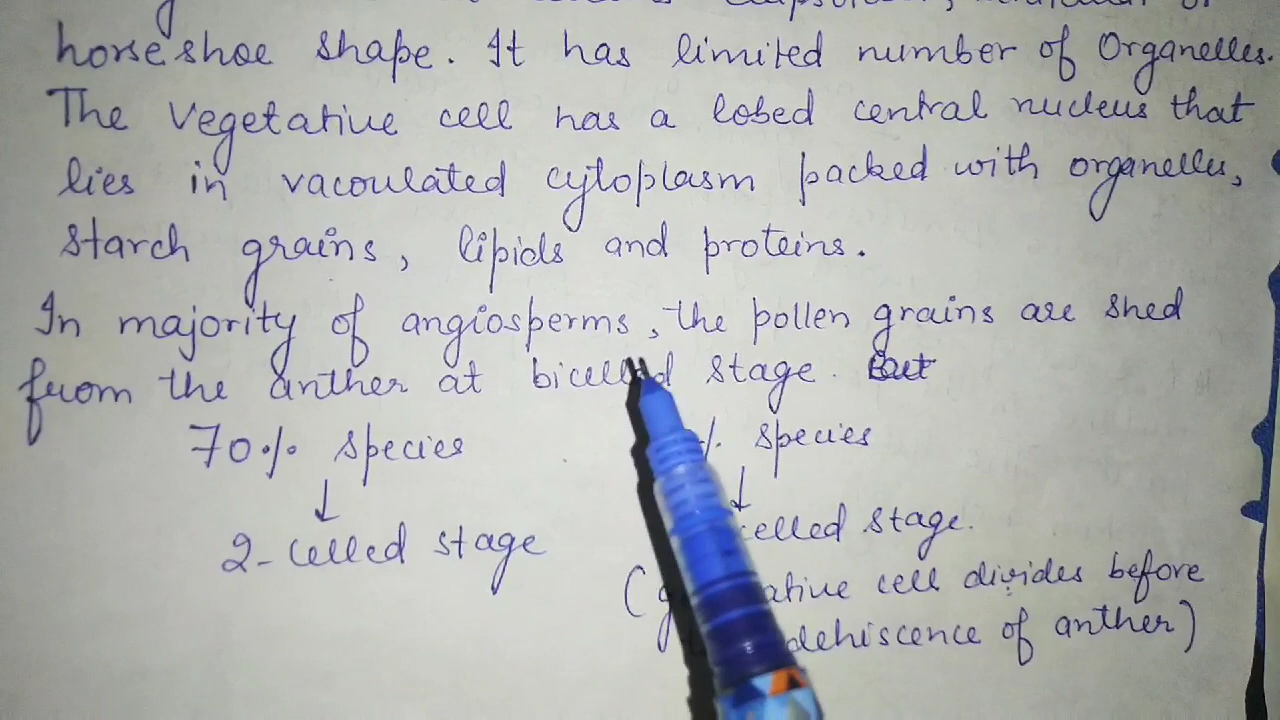 horseshoe shape. It has limited number of Organelles.
The vegetative cell has a lobed central nucleus that
lies in vacoulated cytoplasm packed with organelles,
starch grains, lipids and proteins.
In majority of angiosperms, the pollen grains are shed
from the anther at bicelled stage. But
70% species % species
↓ ↓
2-celled stage celled stage.
( cell divides before
dehiscence of anther)